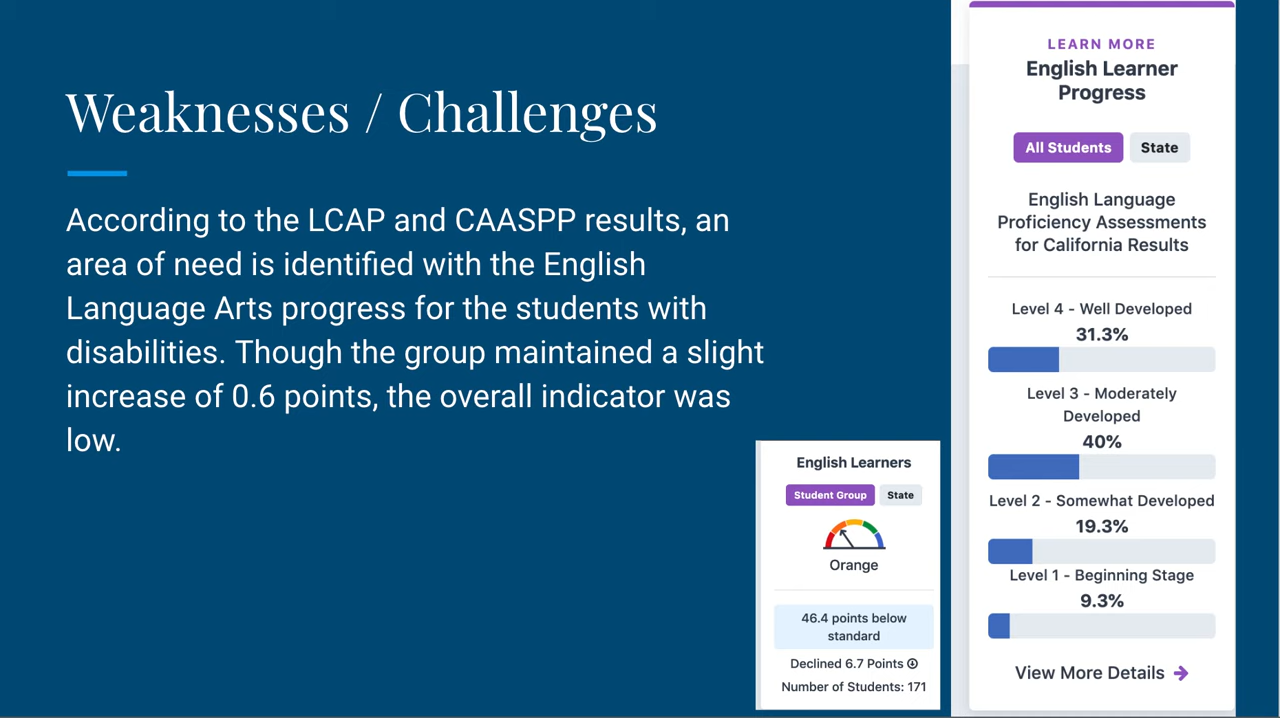 Weaknesses / Challenges
According to the LCAP and CAASPP results, an
area of need is identified with the English
Language Arts progress for the students with
disabilities. Though the group maintained a slight
increase of 0.6 points, the overall indicator was
low.
English Learners
Student Group State
Orange
46.4 points below
standard
Declined 6.7 Points
Number of Students: 171
LEARN MORE
English Learner
Progress
All Students State
English Language
Proficiency Assessments
for California Results
Level 4 - Well Developed
31.3%
Level 3 - Moderately
Developed
40%
Level 2 - Somewhat Developed
19.3%
Level 1 - Beginning Stage
9.3%
View More Details